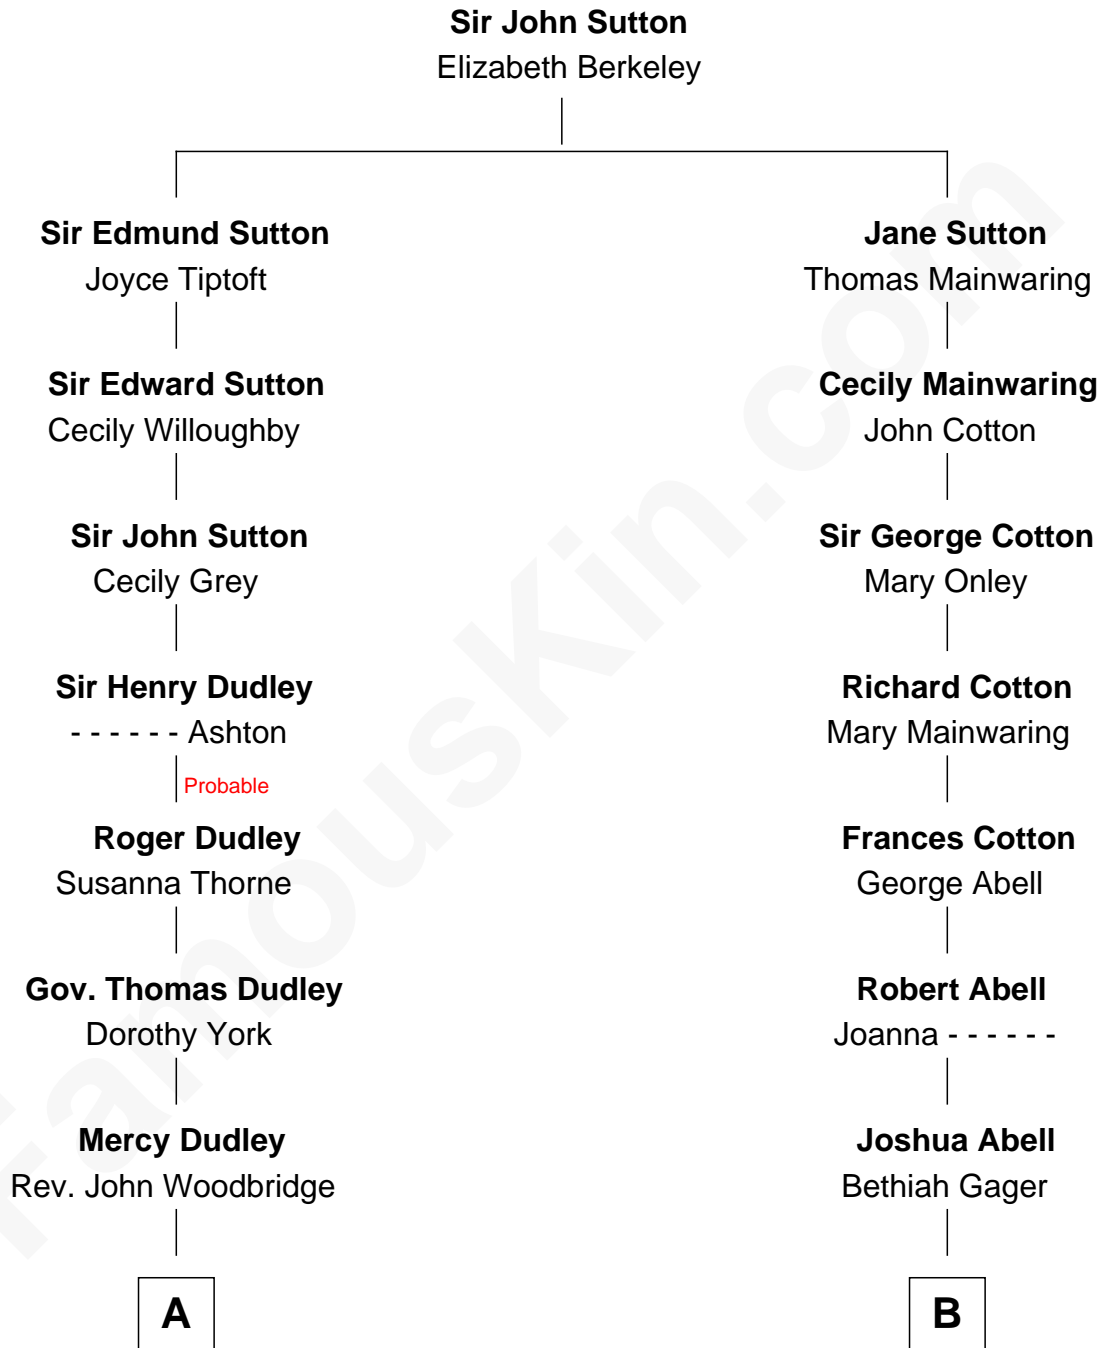 Sir John Sutton
Elizabeth Berkeley
Sir Edmund Sutton
Joyce Tiptoft
Jane Sutton
Thomas Mainwaring
Sir Edward Sutton
Cecily Willoughby
Cecily Mainwaring
John Cotton
Sir John Sutton
Cecily Grey
Sir George Cotton
Mary Onley
Sir Henry Dudley
- - - - - - Ashton
Probable
Richard Cotton
Mary Mainwaring
Roger Dudley
Susanna Thorne
Frances Cotton
George Abell
Gov. Thomas Dudley
Dorothy York
Robert Abell
Joanna - - - - - -
Mercy Dudley
Rev. John Woodbridge
Joshua Abell
Bethiah Gager
A
B
FamousKin.com